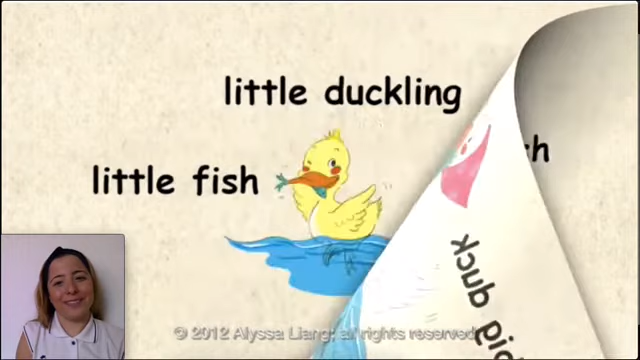 little duckling
little fish
big duck
© 2012 Alyssa Liang; all rights reserved